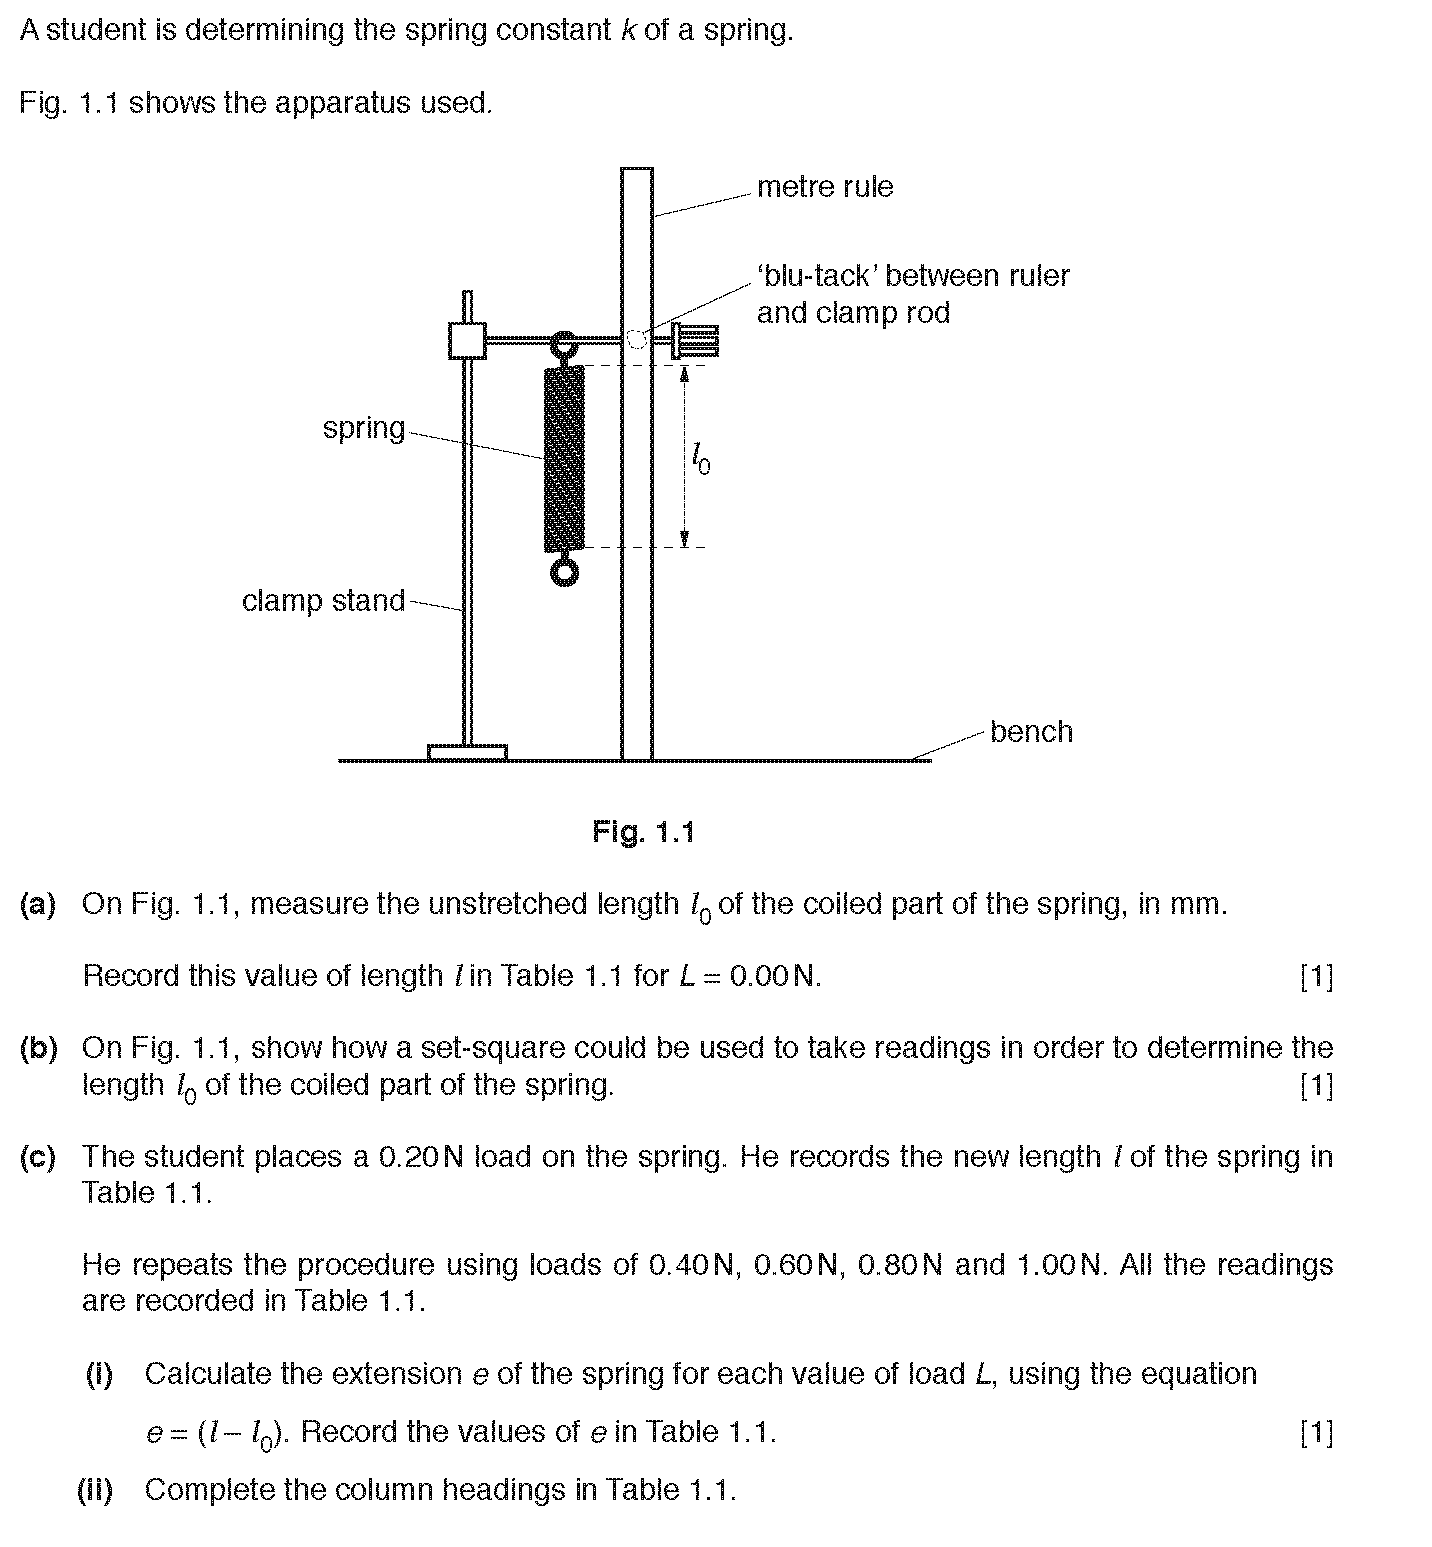 A student is determining the spring constant k of a spring.
Fig. 1.1 shows the apparatus used.
metre rule
‘blu-tack’ between ruler
and clamp rod
spring
l0
clamp stand
bench
Fig. 1.1
(a) On Fig. 1.1, measure the unstretched length l0 of the coiled part of the spring, in mm.
Record this value of length l in Table 1.1 for L = 0.00 N. [1]
(b) On Fig. 1.1, show how a set-square could be used to take readings in order to determine the
length l0 of the coiled part of the spring. [1]
(c) The student places a 0.20 N load on the spring. He records the new length l of the spring in
Table 1.1.
He repeats the procedure using loads of 0.40 N, 0.60 N, 0.80 N and 1.00 N. All the readings
are recorded in Table 1.1.
(i) Calculate the extension e of the spring for each value of load L, using the equation
e = (l – l0). Record the values of e in Table 1.1. [1]
(ii) Complete the column headings in Table 1.1.